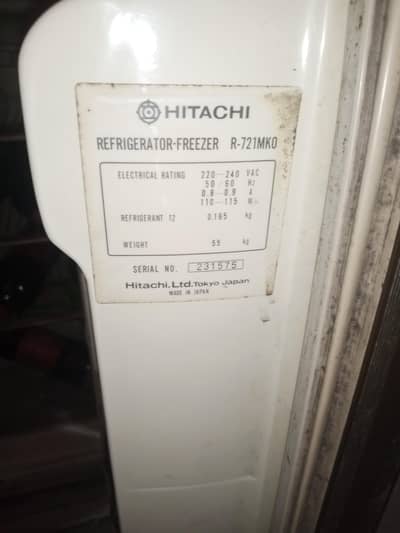 HITACHI
REFRIGERATOR-FREEZER R-721MKO
ELECTRICAL RATING 220-240 VAC
50/60 Hz
0.8-0.9 A
110-115 W
REFRIGERANT 12 0.165 kg
WEIGHT 55 kg
SERIAL NO. 231575
Hitachi, Ltd. Tokyo Japan
MADE IN JAPAN